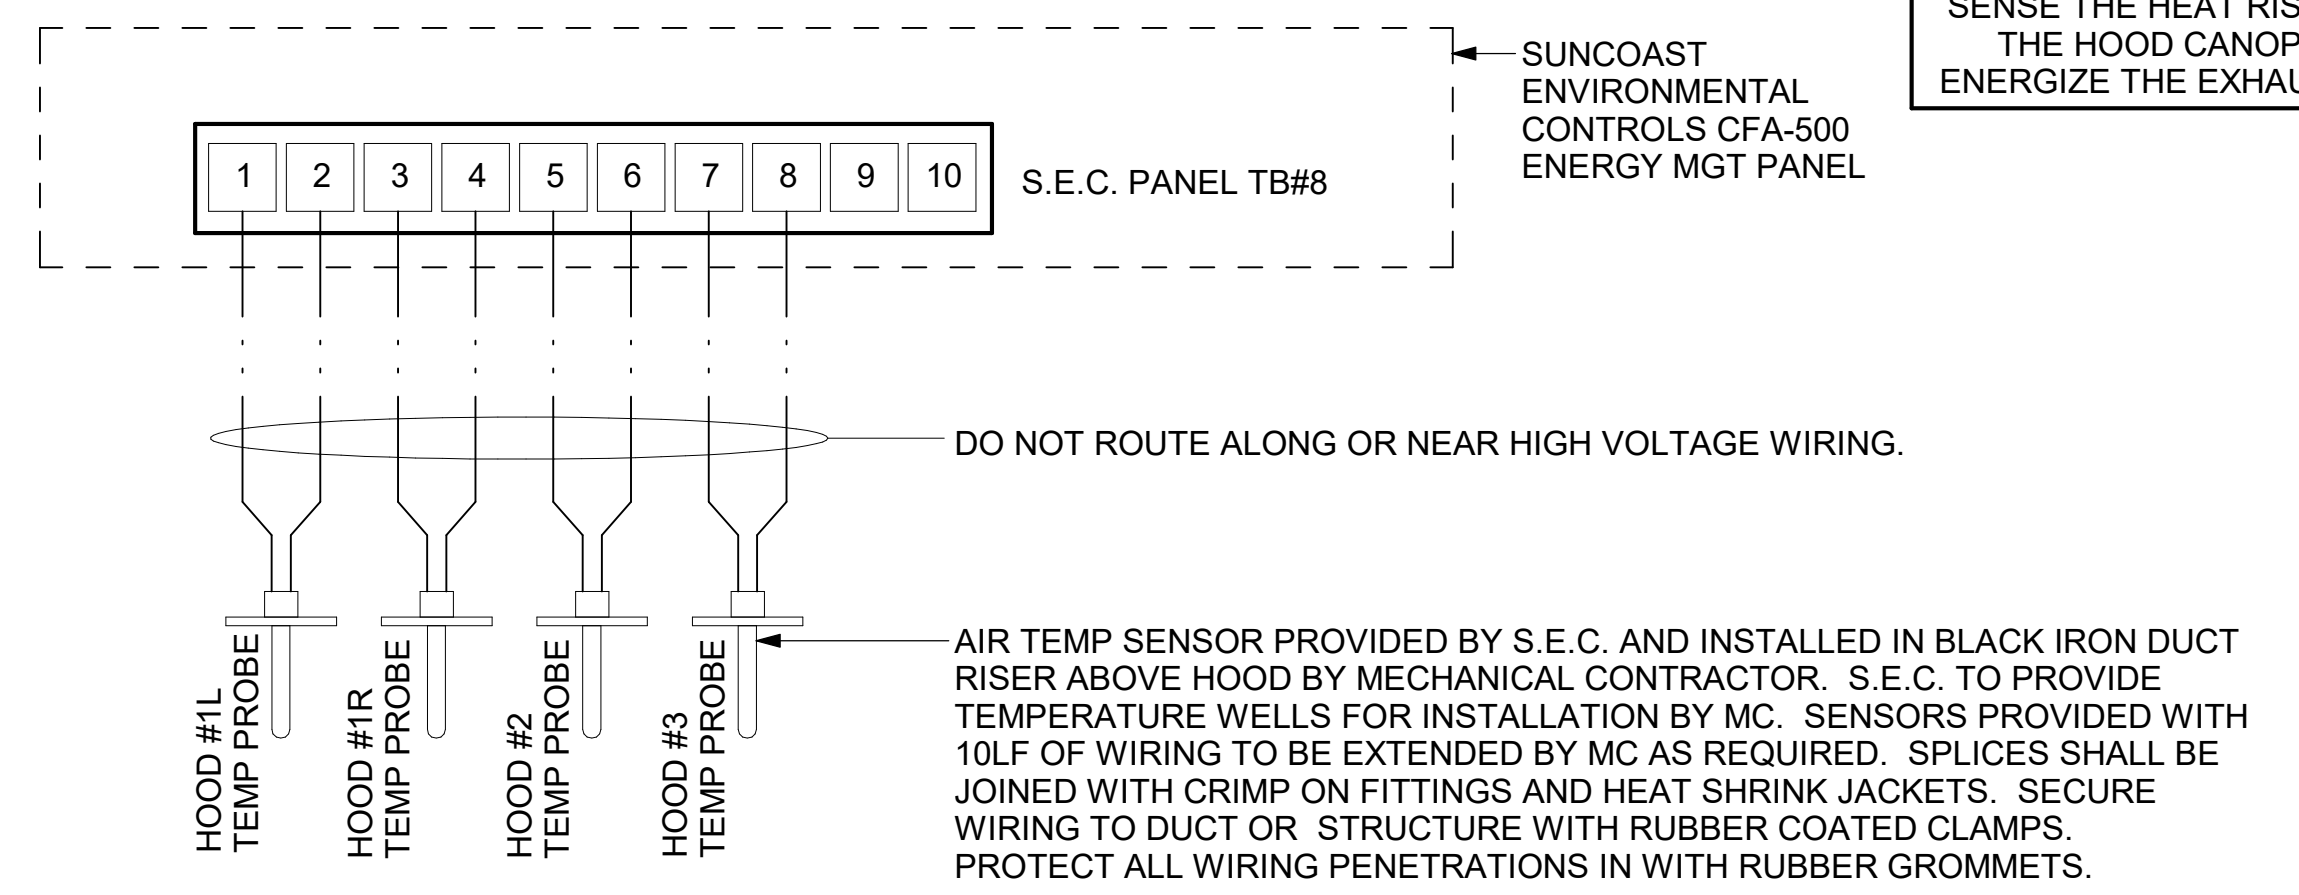 SENSE THE HEAT RIS
THE HOOD CANOP
ENERGIZE THE EXHAU
SUNCOAST
ENVIRONMENTAL
CONTROLS CFA-500
ENERGY MGT PANEL
1 2 3 4 5 6 7 8 9 10
S.E.C. PANEL TB#8
DO NOT ROUTE ALONG OR NEAR HIGH VOLTAGE WIRING.
HOOD #1L
TEMP PROBE
HOOD #1R
TEMP PROBE
HOOD #2
TEMP PROBE
HOOD #3
TEMP PROBE
AIR TEMP SENSOR PROVIDED BY S.E.C. AND INSTALLED IN BLACK IRON DUCT
RISER ABOVE HOOD BY MECHANICAL CONTRACTOR.  S.E.C. TO PROVIDE
TEMPERATURE WELLS FOR INSTALLATION BY MC.  SENSORS PROVIDED WITH
10LF OF WIRING TO BE EXTENDED BY MC AS REQUIRED.  SPLICES SHALL BE
JOINED WITH CRIMP ON FITTINGS AND HEAT SHRINK JACKETS.  SECURE
WIRING TO DUCT OR  STRUCTURE WITH RUBBER COATED CLAMPS.
PROTECT ALL WIRING PENETRATIONS IN WITH RUBBER GROMMETS.